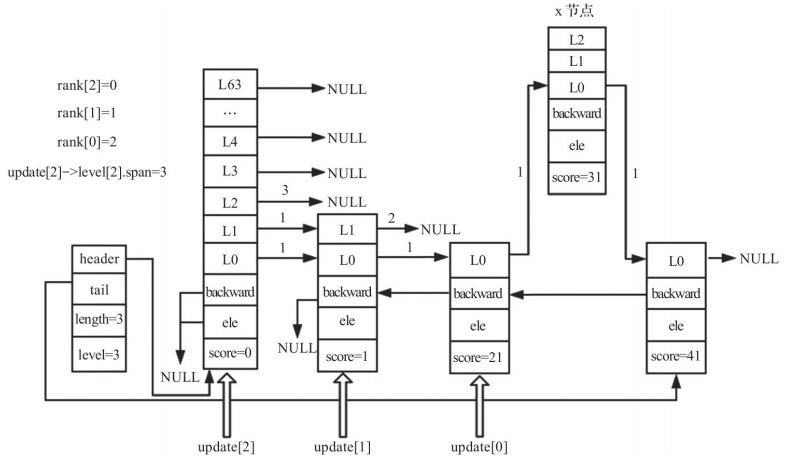 x 节点
L2
L1
L0
backward
ele
score=31
1
1
rank[2]=0
rank[1]=1
rank[0]=2
update[2]->level[2].span=3
L63
NULL
…
L4
NULL
L3
NULL
L2
3
NULL
L1
1
L1
2
NULL
L0
1
L0
1
L0
L0
NULL
header
tail
length=3
level=3
backward
ele
score=0
NULL
backward
ele
score=1
NULL
backward
ele
score=21
backward
ele
score=41
update[2]
update[1]
update[0]